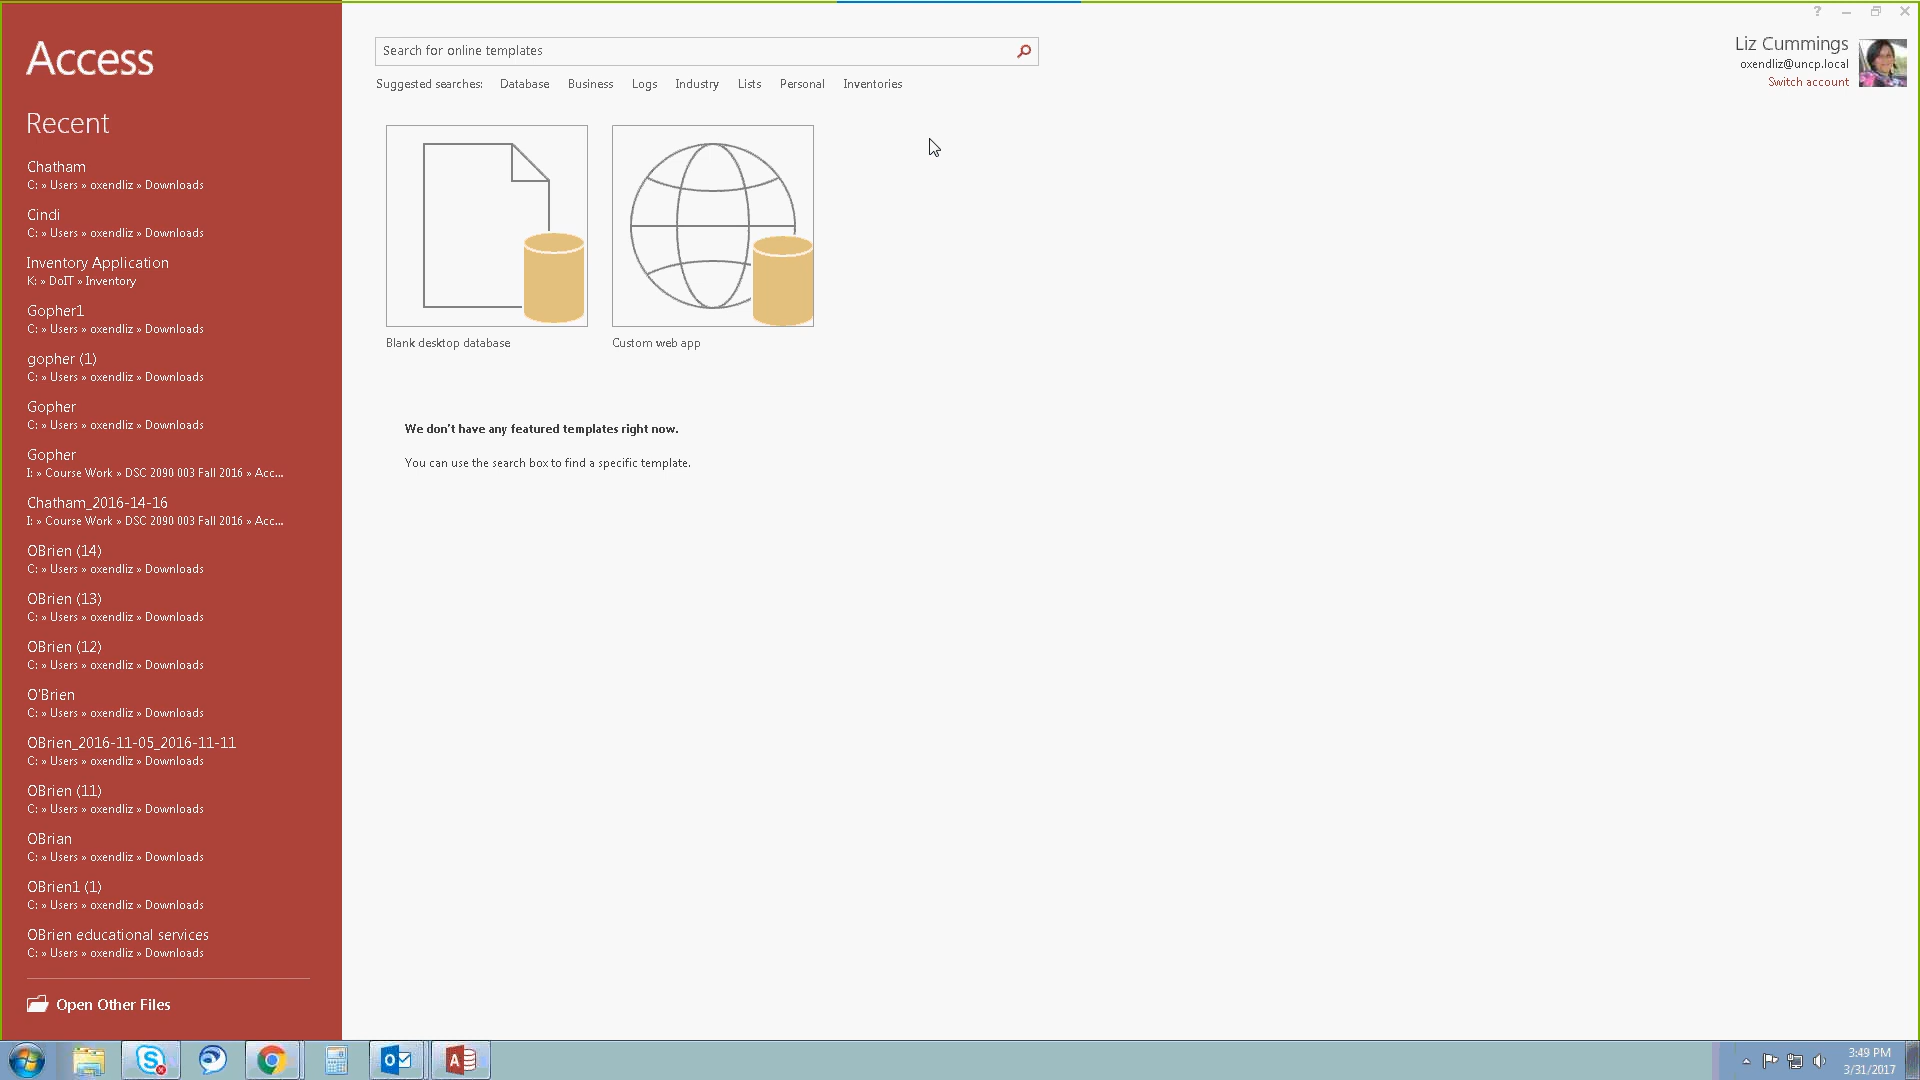 Access
Recent
Chatham
C: » Users » oxendliz » Downloads
Cindi
C: » Users » oxendliz » Downloads
Inventory Application
K: » DoIT » Inventory
Gopher1
C: » Users » oxendliz » Downloads
gopher (1)
C: » Users » oxendliz » Downloads
Gopher
C: » Users » oxendliz » Downloads
Gopher
I: » Course Work » DSC 2090 003 Fall 2016 » Acc...
Chatham_2016-14-16
I: » Course Work » DSC 2090 003 Fall 2016 » Acc...
OBrien (14)
C: » Users » oxendliz » Downloads
OBrien (13)
C: » Users » oxendliz » Downloads
OBrien (12)
C: » Users » oxendliz » Downloads
O'Brien
C: » Users » oxendliz » Downloads
OBrien_2016-11-05_2016-11-11
C: » Users » oxendliz » Downloads
OBrien (11)
C: » Users » oxendliz » Downloads
OBrian
C: » Users » oxendliz » Downloads
OBrien1 (1)
C: » Users » oxendliz » Downloads
OBrien educational services
C: » Users » oxendliz » Downloads
Open Other Files
Search for online templates
Suggested searches: Database Business Logs Industry Lists Personal Inventories
Blank desktop database
Custom web app
We don't have any featured templates right now.
You can use the search box to find a specific template.
?
Liz Cummings
oxendliz@uncp.local
Switch account
3:49 PM
3/31/2017